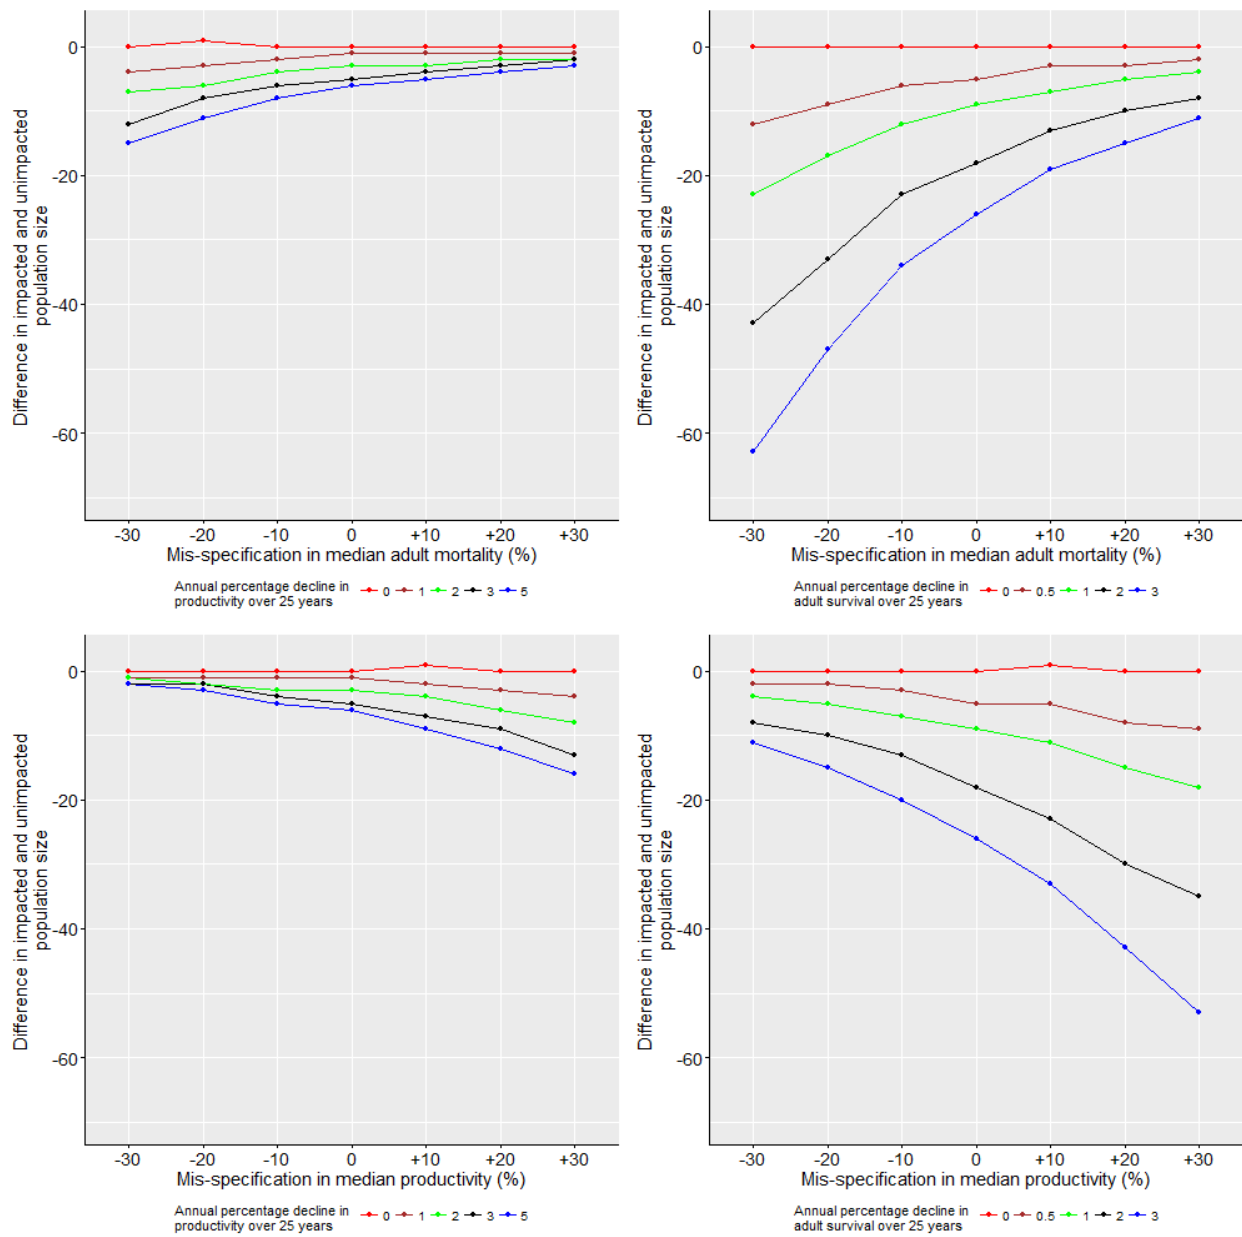 Difference in impacted and unimpacted
population size
0
-20
-40
-60
-30 -20 -10 0 +10 +20 +30
Mis-specification in median adult mortality (%)
Annual percentage decline in
productivity over 25 years
0 1 2 3 5
Difference in impacted and unimpacted
population size
0
-20
-40
-60
-30 -20 -10 0 +10 +20 +30
Mis-specification in median adult mortality (%)
Annual percentage decline in
adult survival over 25 years
0 0.5 1 2 3
Difference in impacted and unimpacted
population size
0
-20
-40
-60
-30 -20 -10 0 +10 +20 +30
Mis-specification in median productivity (%)
Annual percentage decline in
productivity over 25 years
0 1 2 3 5
Difference in impacted and unimpacted
population size
0
-20
-40
-60
-30 -20 -10 0 +10 +20 +30
Mis-specification in median productivity (%)
Annual percentage decline in
adult survival over 25 years
0 0.5 1 2 3